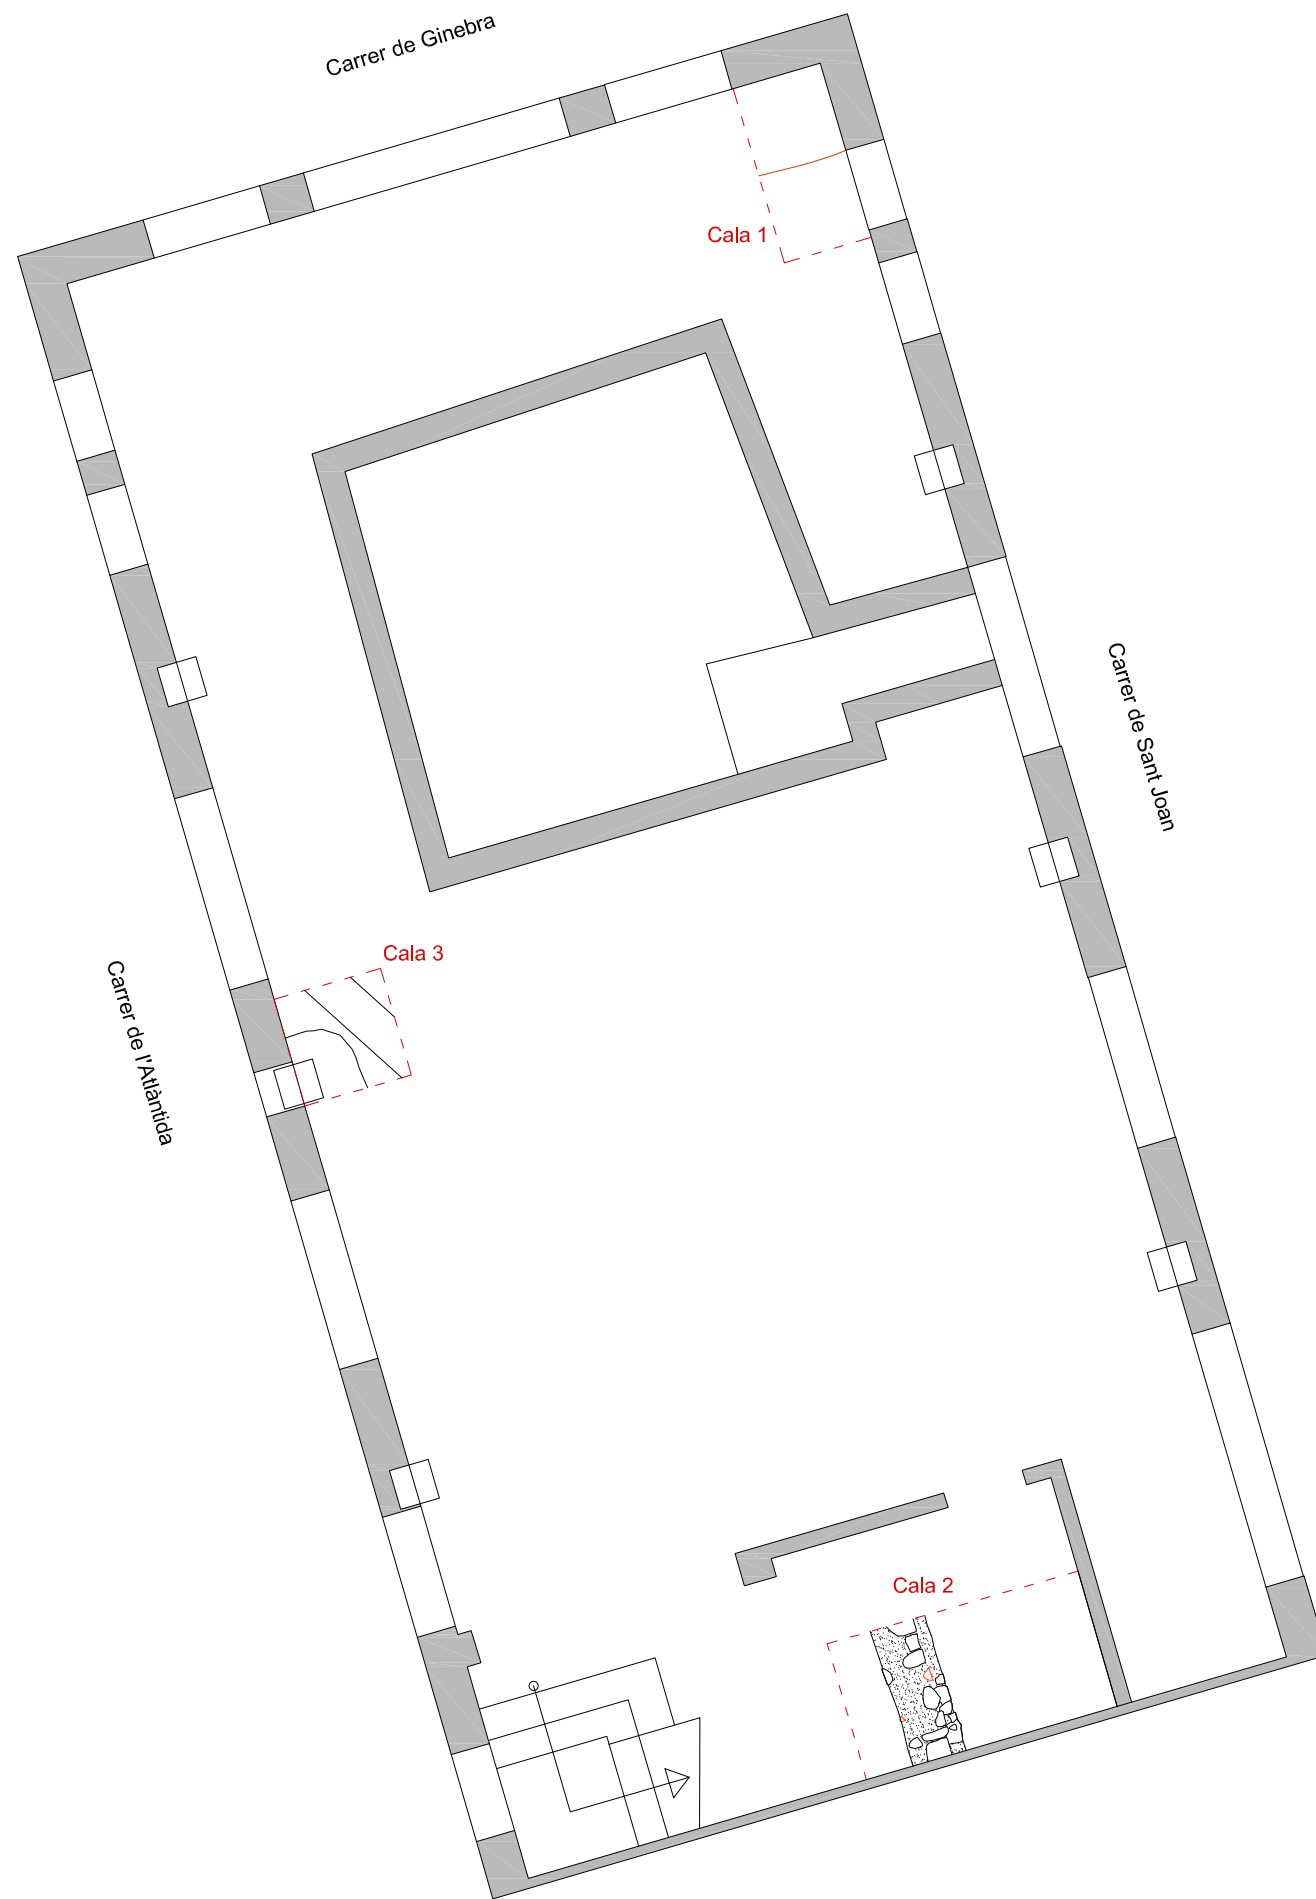 Carrer de Ginebra
Cala 1
Carrer de Sant Joan
Cala 3
Carrer de l'Atlàntida
Cala 2